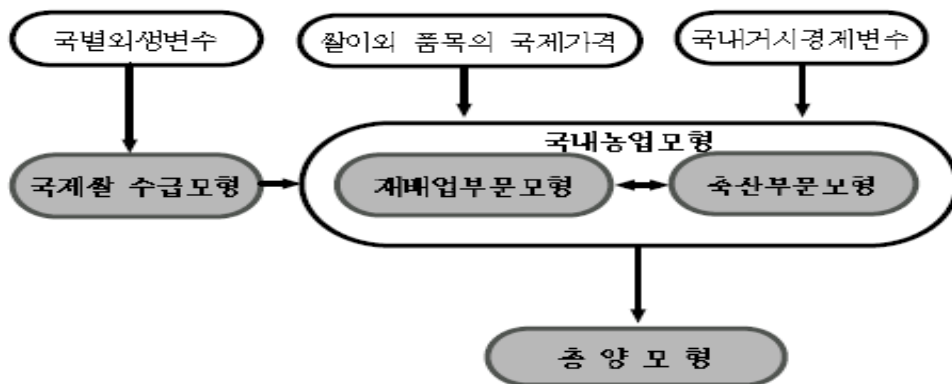 국별외생변수
쌀이외 품목의 국제가격
국내거시경제변수
국내농업모형
국제쌀 수급모형
재배업부문모형
축산부문모형
총 양 모 형